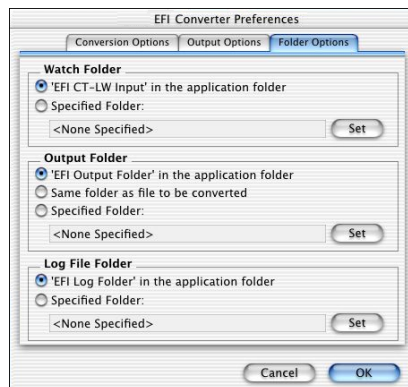 EFI Converter Preferences
Conversion Options Output Options Folder Options
Watch Folder
'EFI CT-LW Input' in the application folder
Specified Folder:
<None Specified> Set
Output Folder
'EFI Output Folder' in the application folder
Same folder as file to be converted
Specified Folder:
<None Specified> Set
Log File Folder
'EFI Log Folder' in the application folder
Specified Folder:
<None Specified> Set
Cancel OK